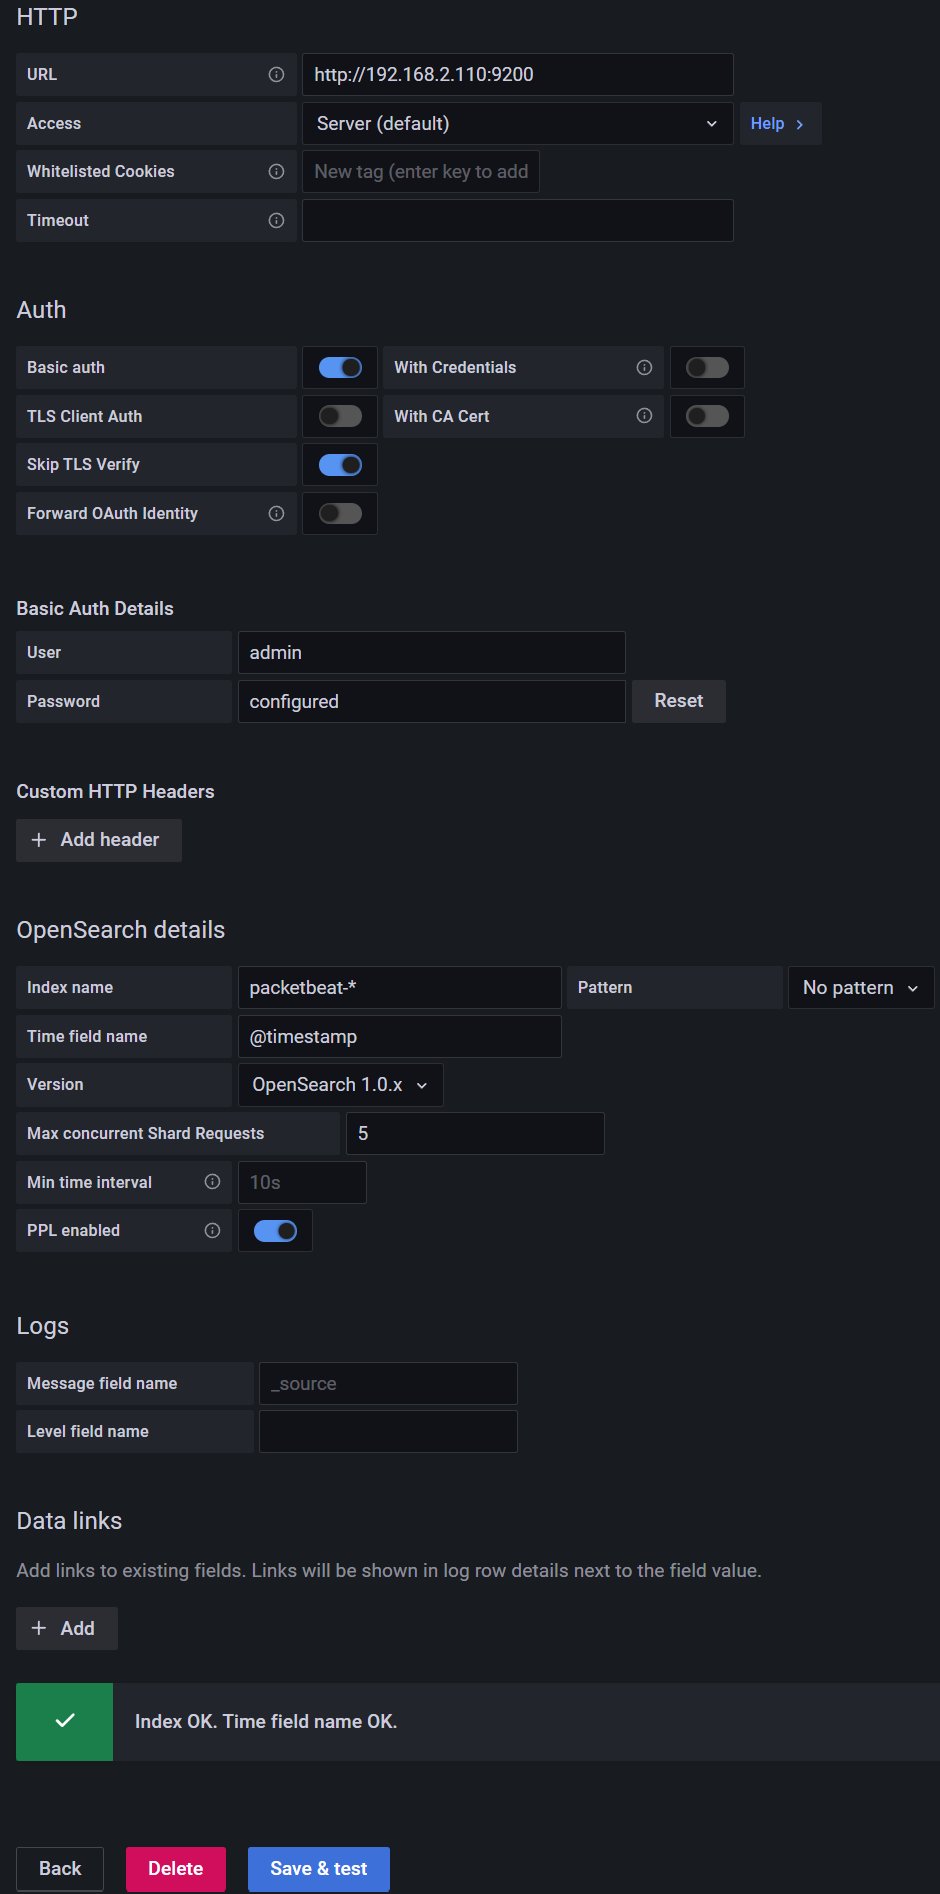 HTTP
URL http://192.168.2.110:9200
Access Server (default) Help
Whitelisted Cookies New tag (enter key to add
Timeout
Auth
Basic auth With Credentials
TLS Client Auth With CA Cert
Skip TLS Verify
Forward OAuth Identity
Basic Auth Details
User admin
Password configured Reset
Custom HTTP Headers
+ Add header
OpenSearch details
Index name packetbeat-* Pattern No pattern
Time field name @timestamp
Version OpenSearch 1.0.x
Max concurrent Shard Requests 5
Min time interval 10s
PPL enabled
Logs
Message field name _source
Level field name
Data links
Add links to existing fields. Links will be shown in log row details next to the field value.
+ Add
Index OK. Time field name OK.
Back Delete Save & test